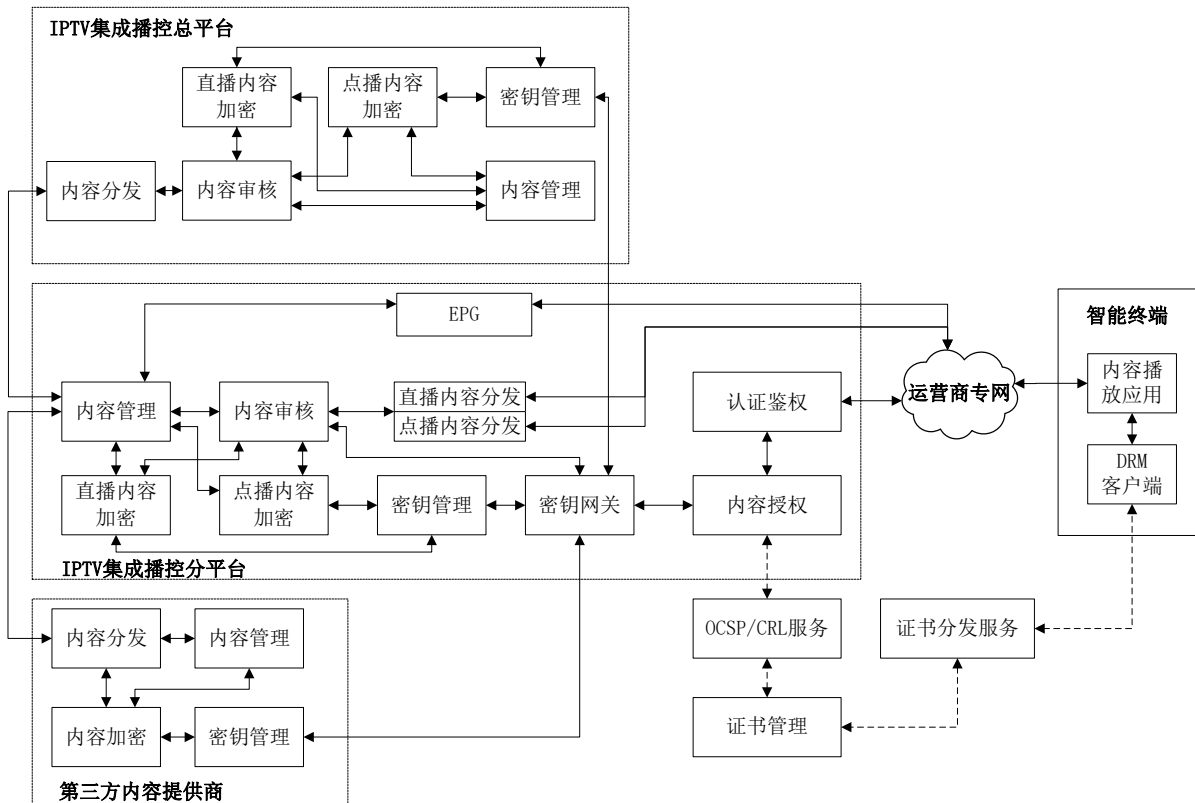 IPTV集成播控总平台
直播内容
加密
点播内容
加密
密钥管理
内容分发
内容审核
内容管理
EPG
智能终端
内容播
放应用
运营商专网
内容管理
内容审核
直播内容分发
点播内容分发
认证鉴权
DRM
客户端
直播内容
加密
点播内容
加密
密钥管理
密钥网关
内容授权
IPTV集成播控分平台
内容分发
内容管理
OCSP/CRL服务
证书分发服务
内容加密
密钥管理
证书管理
第三方内容提供商